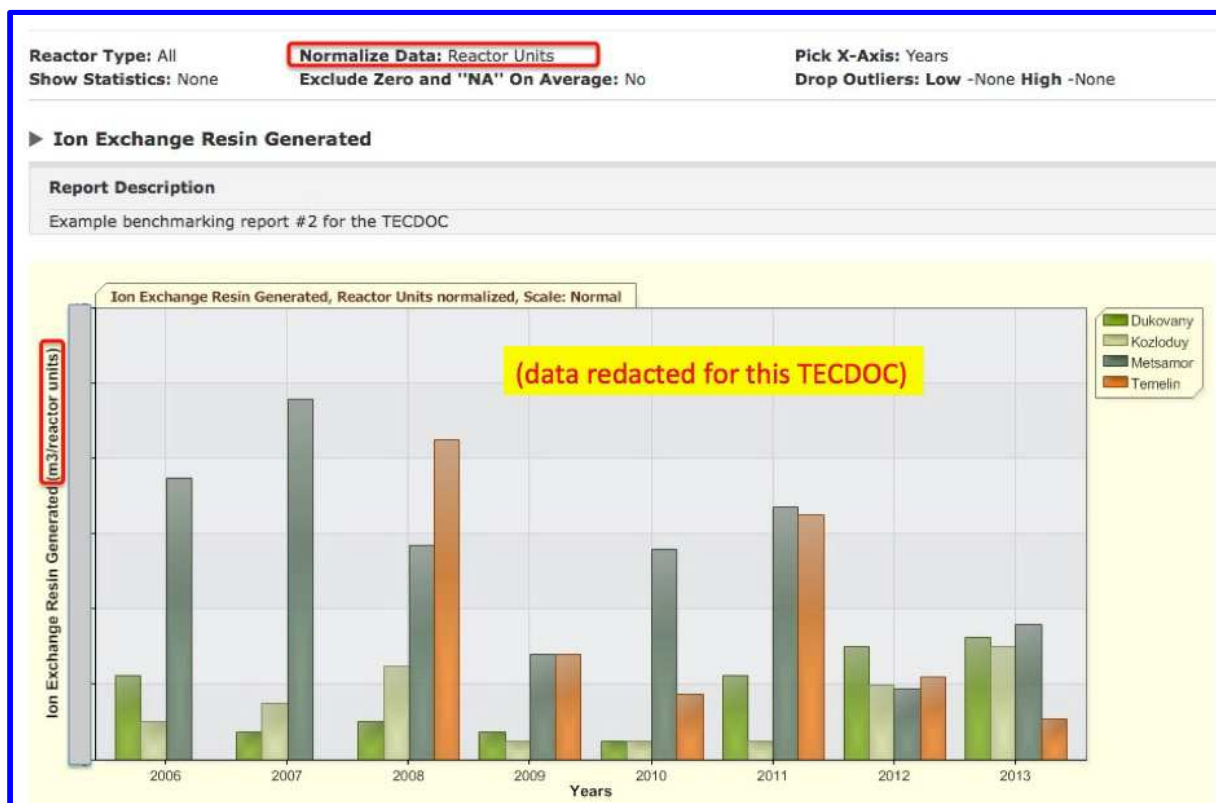 Reactor Type: All Normalize Data: Reactor Units Pick X-Axis: Years
Show Statistics: None Exclude Zero and "NA" On Average: No Drop Outliers: Low -None High -None
▶ Ion Exchange Resin Generated
Report Description
Example benchmarking report #2 for the TECDOC
Ion Exchange Resin Generated, Reactor Units normalized, Scale: Normal
(data redacted for this TECDOC)
Dukovany
Kozloduy
Metsamor
Temelin
Ion Exchange Resin Generated (m3/reactor units)
2006 2007 2008 2009 2010 2011 2012 2013
Years